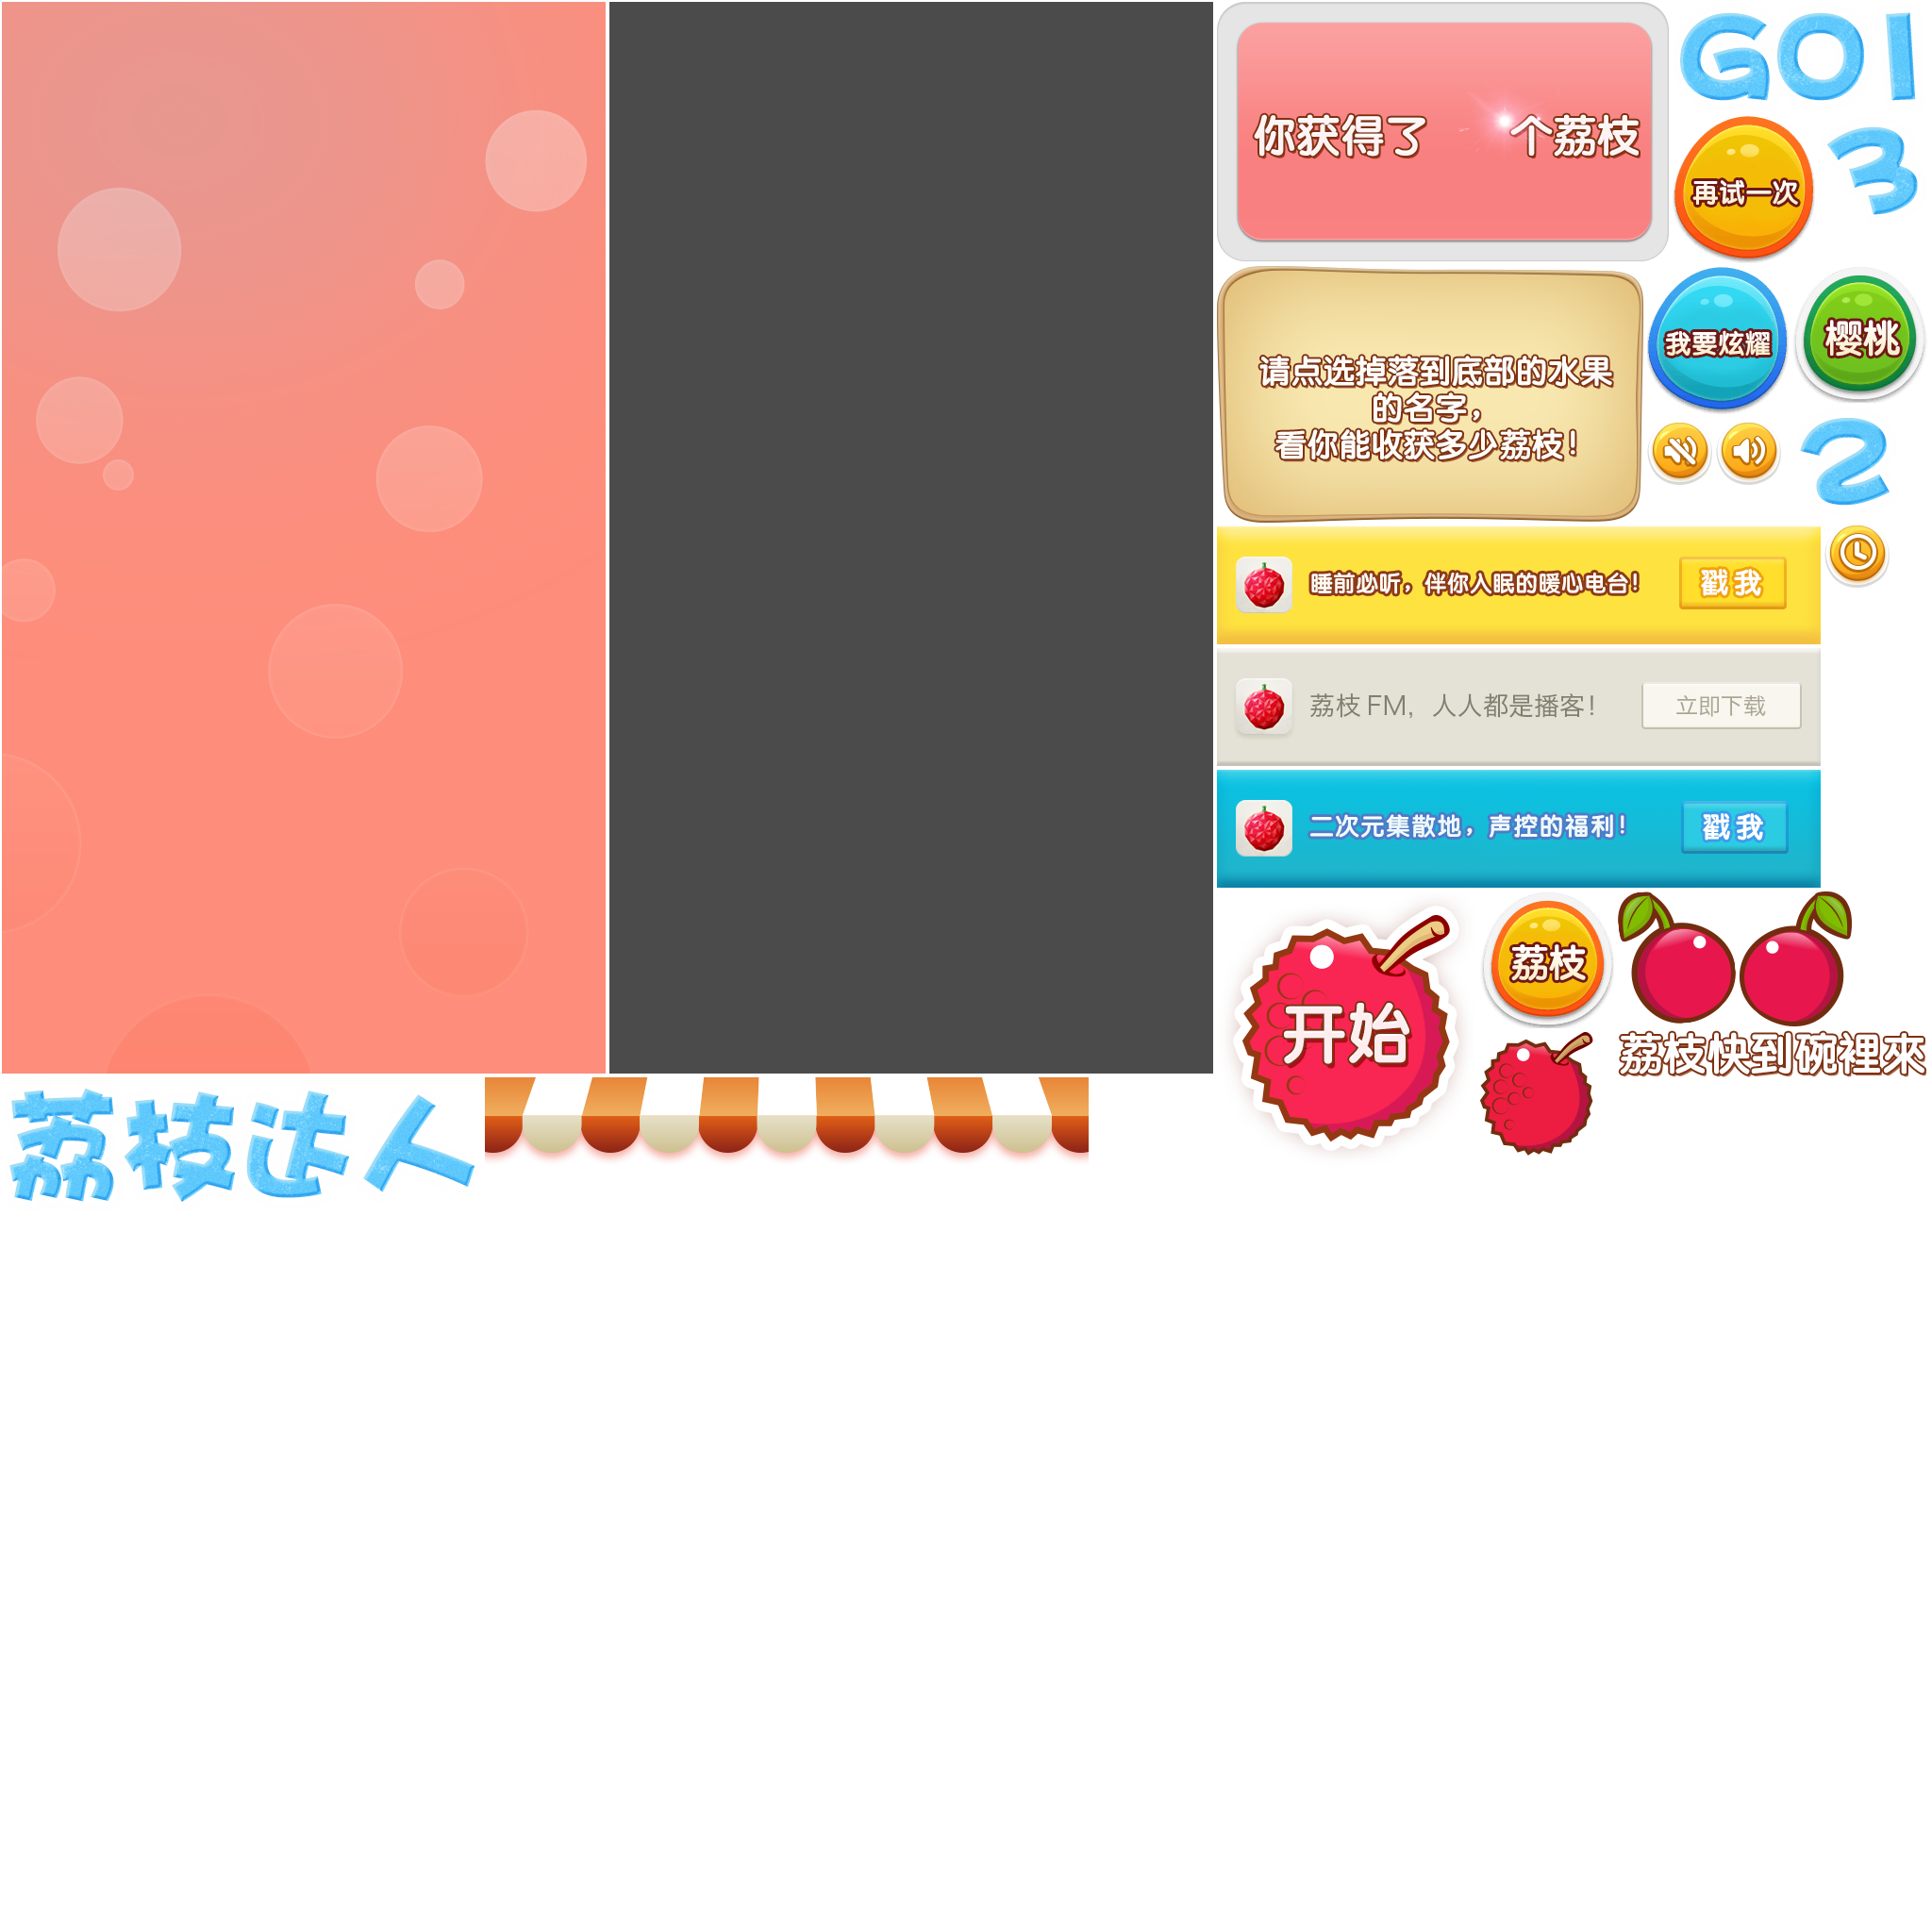 你获得了 个荔枝
GO!
再试一次
3
请点选掉落到底部的水果
的名字，
看你能收获多少荔枝！
我要炫耀
樱桃
2
睡前必听，伴你入眠的暖心电台！
戳我
荔枝 FM，人人都是播客！
立即下载
二次元集散地，声控的福利！
戳我
开始
荔枝
荔枝快到碗裡來
荔枝达人